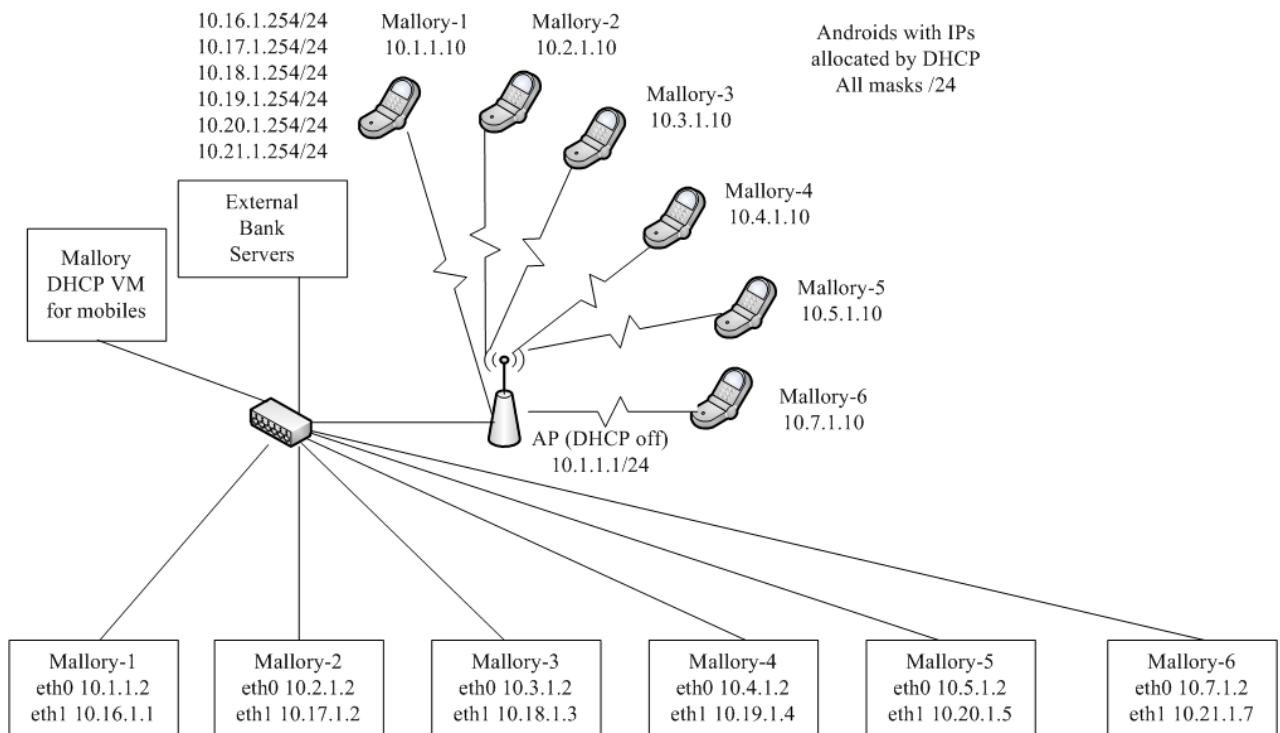 10.16.1.254/24
10.17.1.254/24
10.18.1.254/24
10.19.1.254/24
10.20.1.254/24
10.21.1.254/24
Mallory-1
10.1.1.10
Mallory-2
10.2.1.10
Mallory-3
10.3.1.10
Mallory-4
10.4.1.10
Mallory-5
10.5.1.10
Mallory-6
10.7.1.10
Androids with IPs
allocated by DHCP
All masks /24
External
Bank
Servers
Mallory
DHCP VM
for mobiles
AP (DHCP off)
10.1.1.1/24
Mallory-1
eth0 10.1.1.2
eth1 10.16.1.1
Mallory-2
eth0 10.2.1.2
eth1 10.17.1.2
Mallory-3
eth0 10.3.1.2
eth1 10.18.1.3
Mallory-4
eth0 10.4.1.2
eth1 10.19.1.4
Mallory-5
eth0 10.5.1.2
eth1 10.20.1.5
Mallory-6
eth0 10.7.1.2
eth1 10.21.1.7